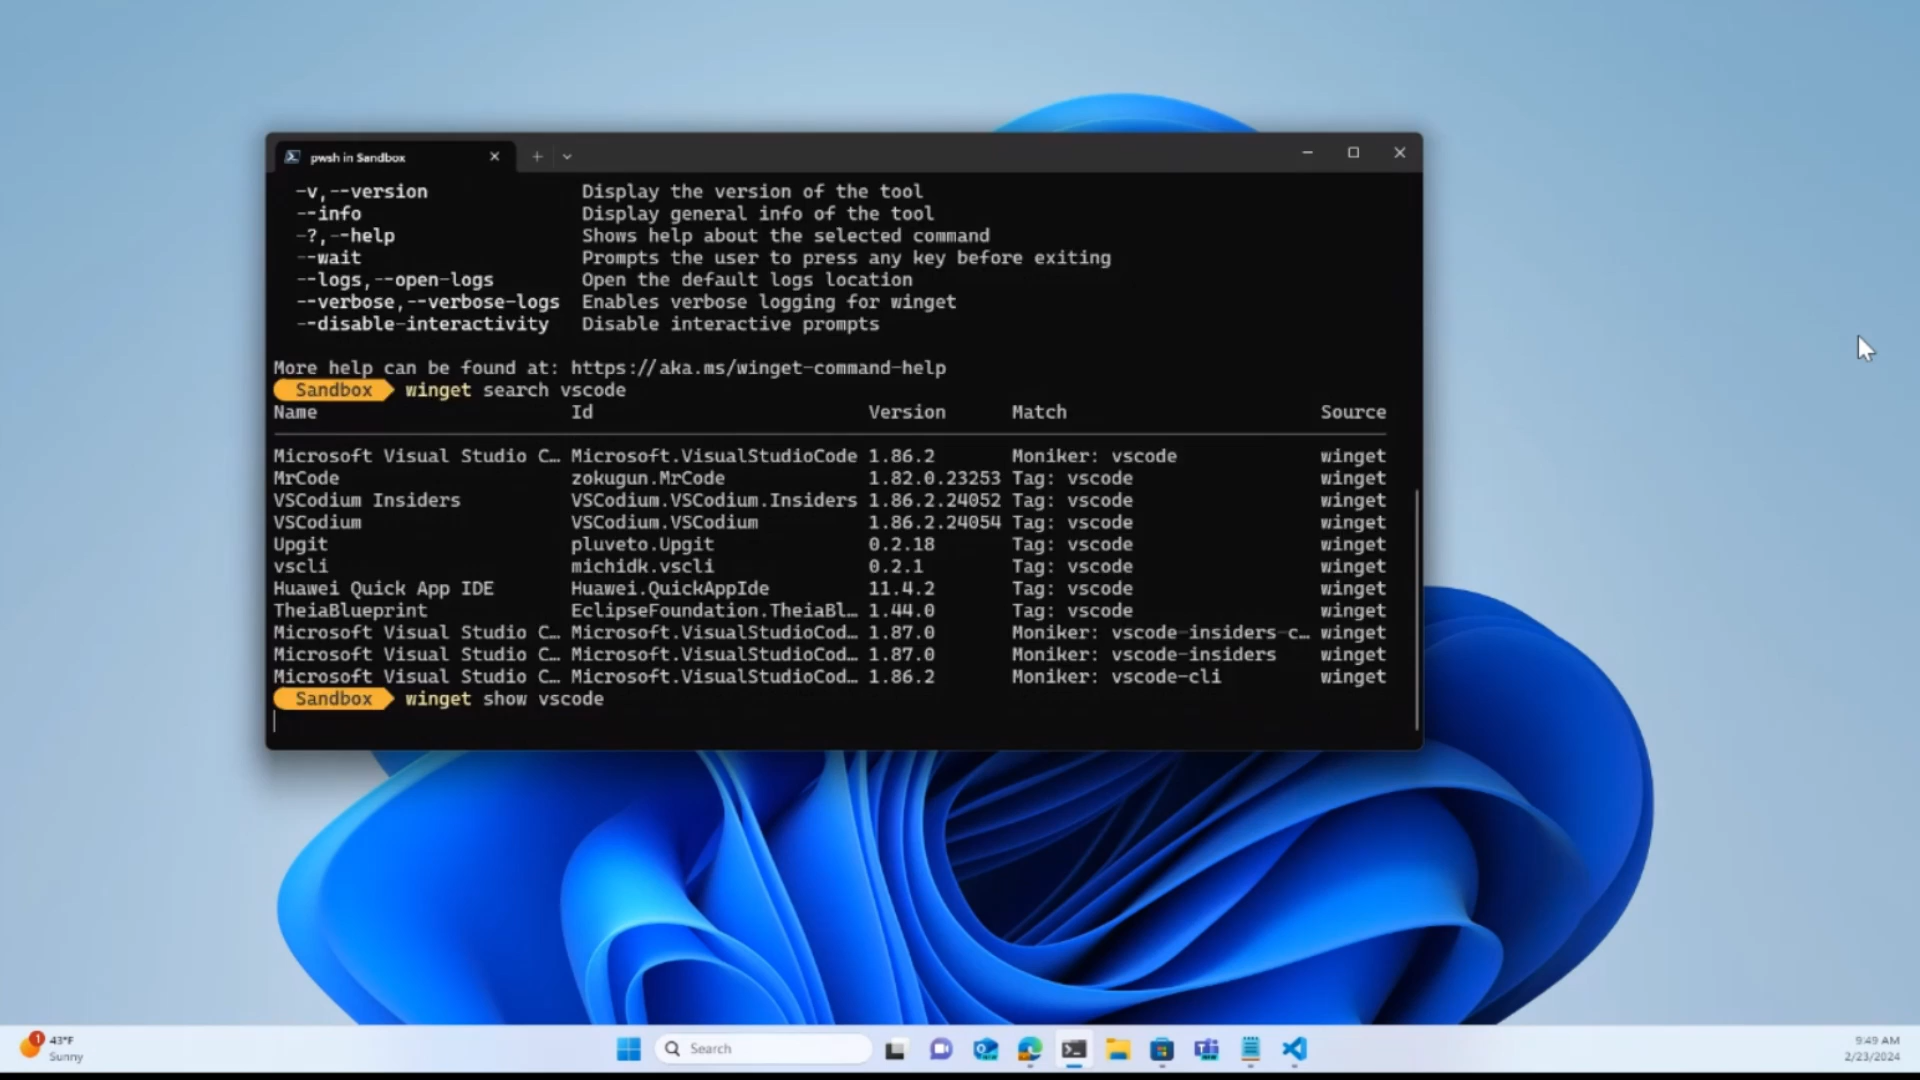 pwsh in Sandbox
-v,--version Display the version of the tool
--info Display general info of the tool
-?,--help Shows help about the selected command
--wait Prompts the user to press any key before exiting
--logs,--open-logs Open the default logs location
--verbose,--verbose-logs Enables verbose logging for winget
--disable-interactivity Disable interactive prompts
More help can be found at: https://aka.ms/winget-command-help
Sandbox winget search vscode
Name Id Version Match Source
Microsoft Visual Studio C… Microsoft.VisualStudioCode 1.86.2 Moniker: vscode winget
MrCode zokugun.MrCode 1.82.0.23253 Tag: vscode winget
VSCodium Insiders VSCodium.VSCodium.Insiders 1.86.2.24052 Tag: vscode winget
VSCodium VSCodium.VSCodium 1.86.2.24054 Tag: vscode winget
Upgit pluveto.Upgit 0.2.18 Tag: vscode winget
vscli michidk.vscli 0.2.1 Tag: vscode winget
Huawei Quick App IDE Huawei.QuickAppIde 11.4.2 Tag: vscode winget
TheiaBlueprint EclipseFoundation.TheiaBl… 1.44.0 Tag: vscode winget
Microsoft Visual Studio C… Microsoft.VisualStudioCod… 1.87.0 Moniker: vscode-insiders-c… winget
Microsoft Visual Studio C… Microsoft.VisualStudioCod… 1.87.0 Moniker: vscode-insiders winget
Microsoft Visual Studio C… Microsoft.VisualStudioCod… 1.86.2 Moniker: vscode-cli winget
Sandbox winget show vscode
1
43°F
Sunny
Search
9:49 AM
2/23/2024